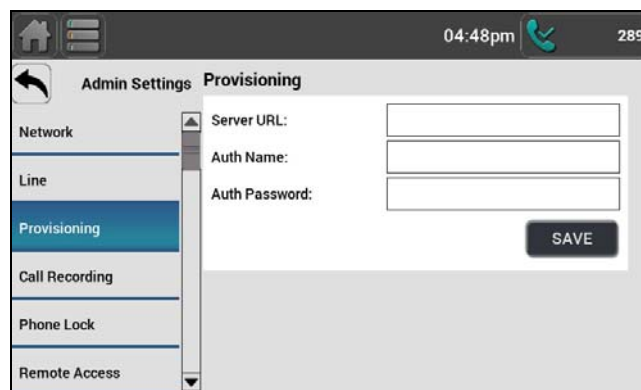 04:48pm 289
Admin Settings
Provisioning
Network
Line
Provisioning
Call Recording
Phone Lock
Remote Access
Server URL:
Auth Name:
Auth Password:
SAVE